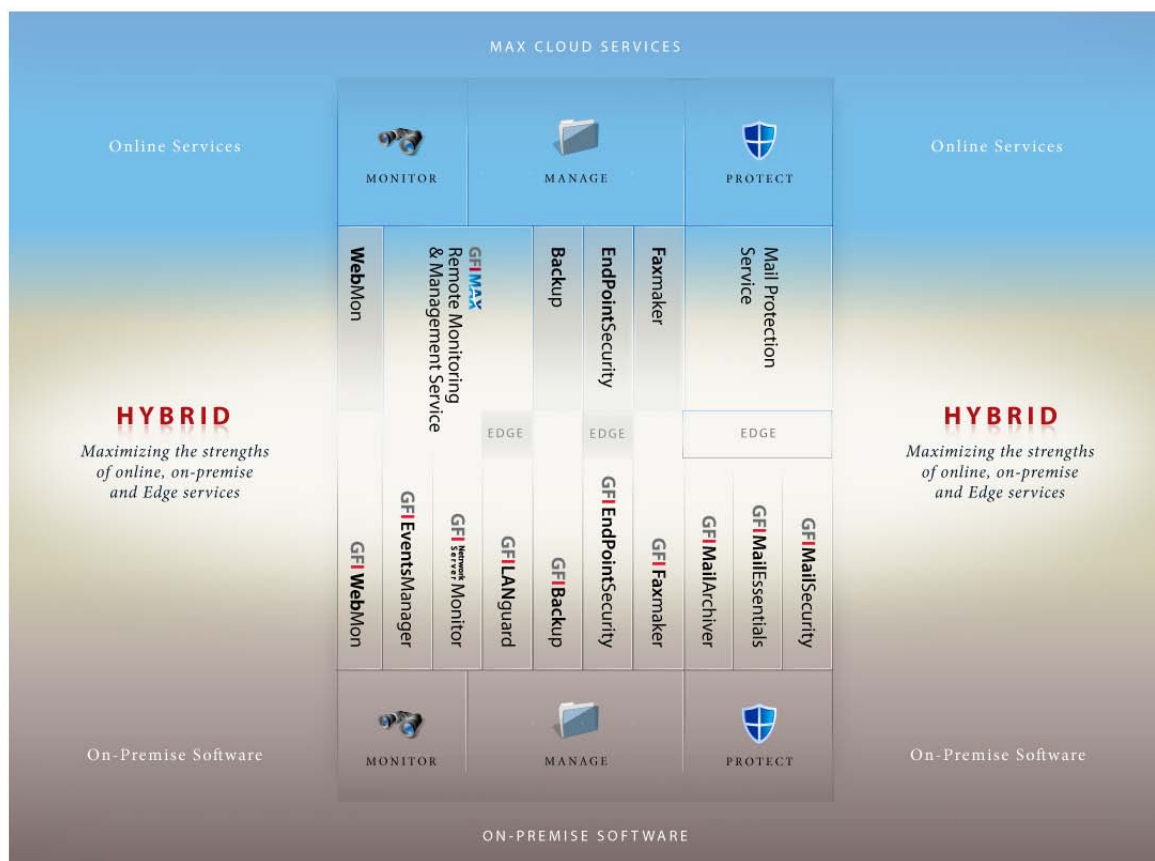 MAX CLOUD SERVICES
Online Services
Online Services
MONITOR
MANAGE
PROTECT
WebMon
GFI MAX
Remote Monitoring
& Management Service
Backup
EndPointSecurity
Faxmaker
Mail Protection
Service
HYBRID
Maximizing the strengths
of online, on-premise
and Edge services
EDGE
EDGE
EDGE
HYBRID
Maximizing the strengths
of online, on-premise
and Edge services
GFI WebMon
GFI EventsManager
GFI Network Server Monitor
GFI LANguard
GFI Backup
GFI EndPointSecurity
GFI Faxmaker
GFI MailArchiver
GFI MailEssentials
GFI MailSecurity
On-Premise Software
MONITOR
MANAGE
PROTECT
On-Premise Software
ON-PREMISE SOFTWARE